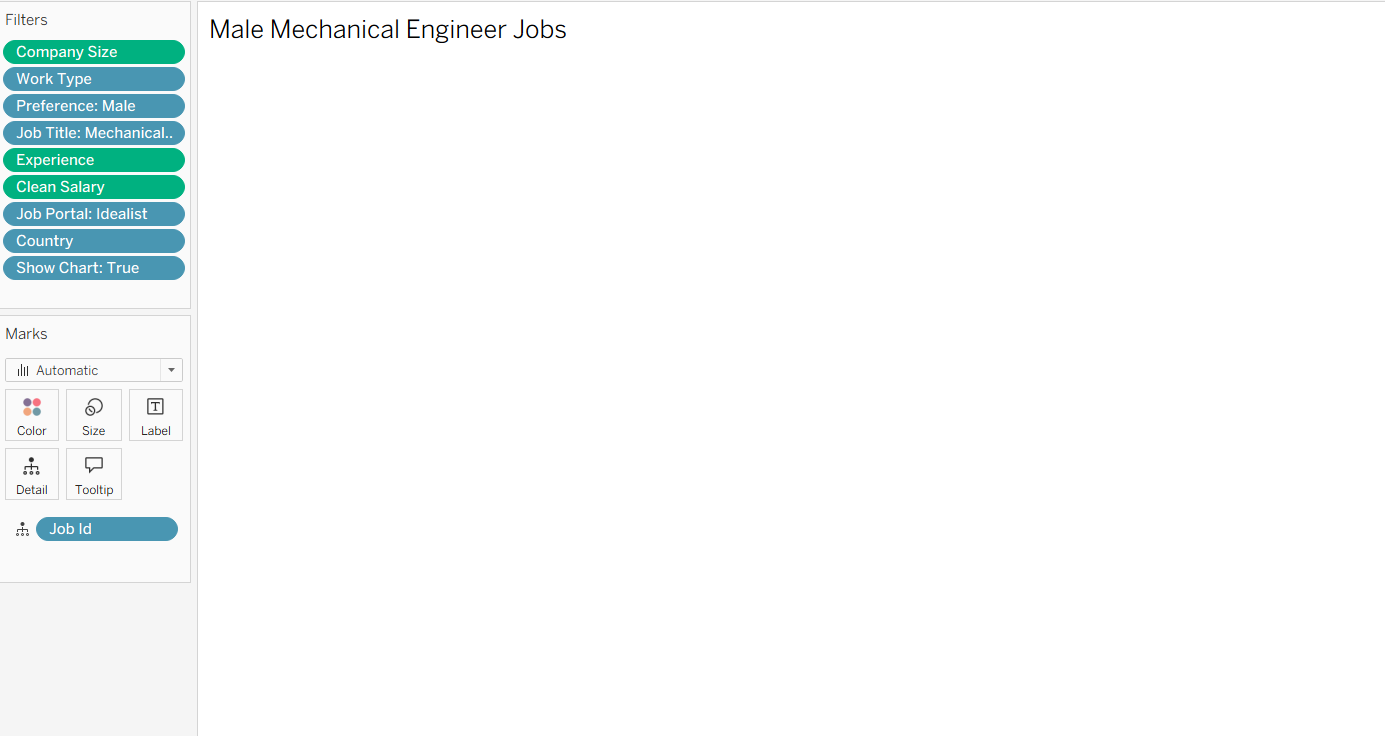 Filters
Company Size
Work Type
Preference: Male
Job Title: Mechanical..
Experience
Clean Salary
Job Portal: Idealist
Country
Show Chart: True
Marks
Automatic
Color
Size
T
Label
Detail
Tooltip
Job Id
Male Mechanical Engineer Jobs